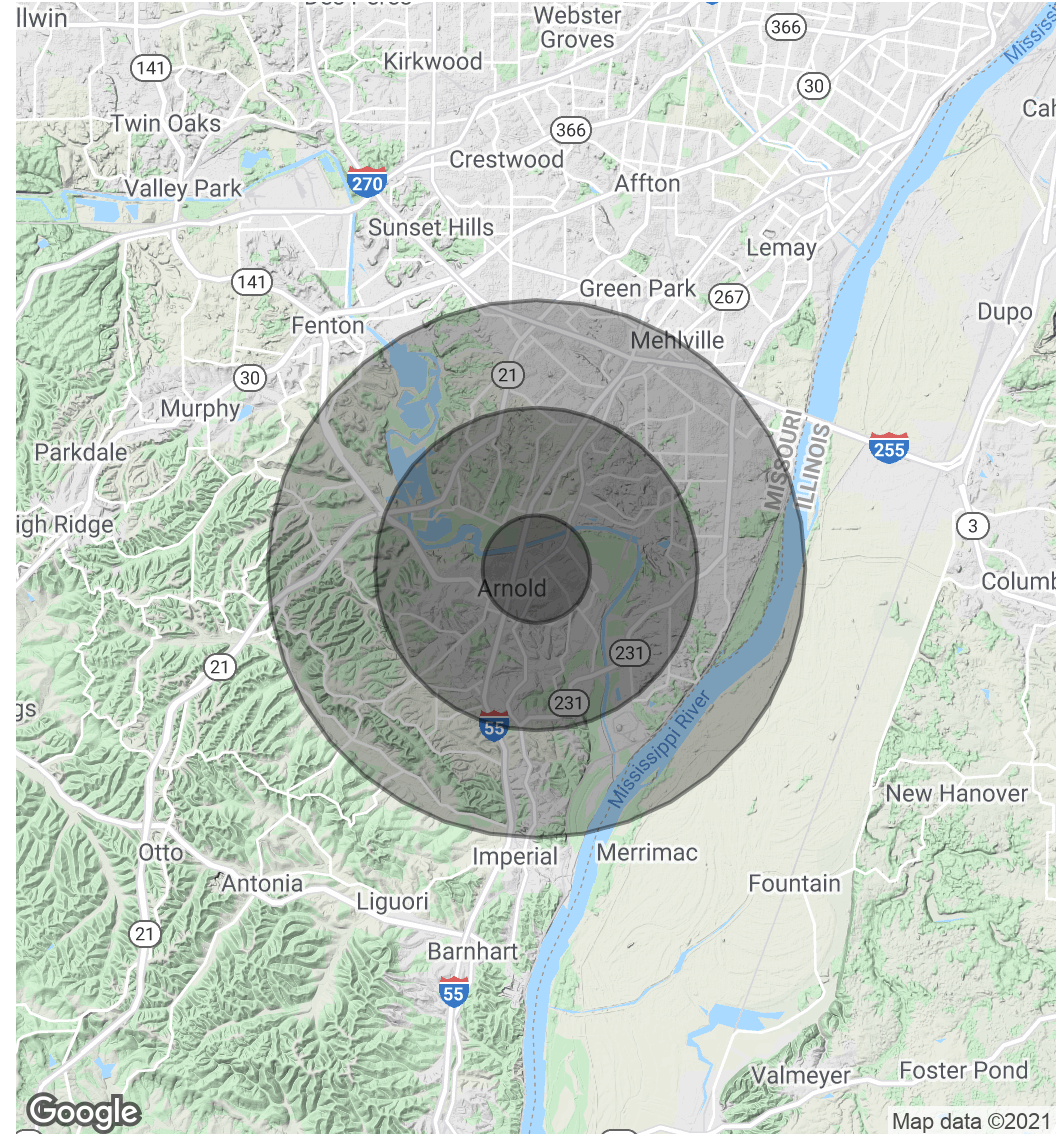 llwin
Webster
Groves
366
Mississ
Kirkwood
141
30
Cah
Twin Oaks
366
Crestwood
270
Affton
Valley Park
Sunset Hills
Lemay
141
Green Park
267
Dupo
Fenton
Mehlville
21
30
Murphy
MISSOURI
ILLINOIS
Parkdale
255
igh Ridge
3
Arnold
Columb
231
21
231
gs
55
Mississippi River
New Hanover
Otto
Imperial
Merrimac
Antonia
Fountain
Liguori
21
Barnhart
55
Valmeyer
Foster Pond
Google
Map data ©2021